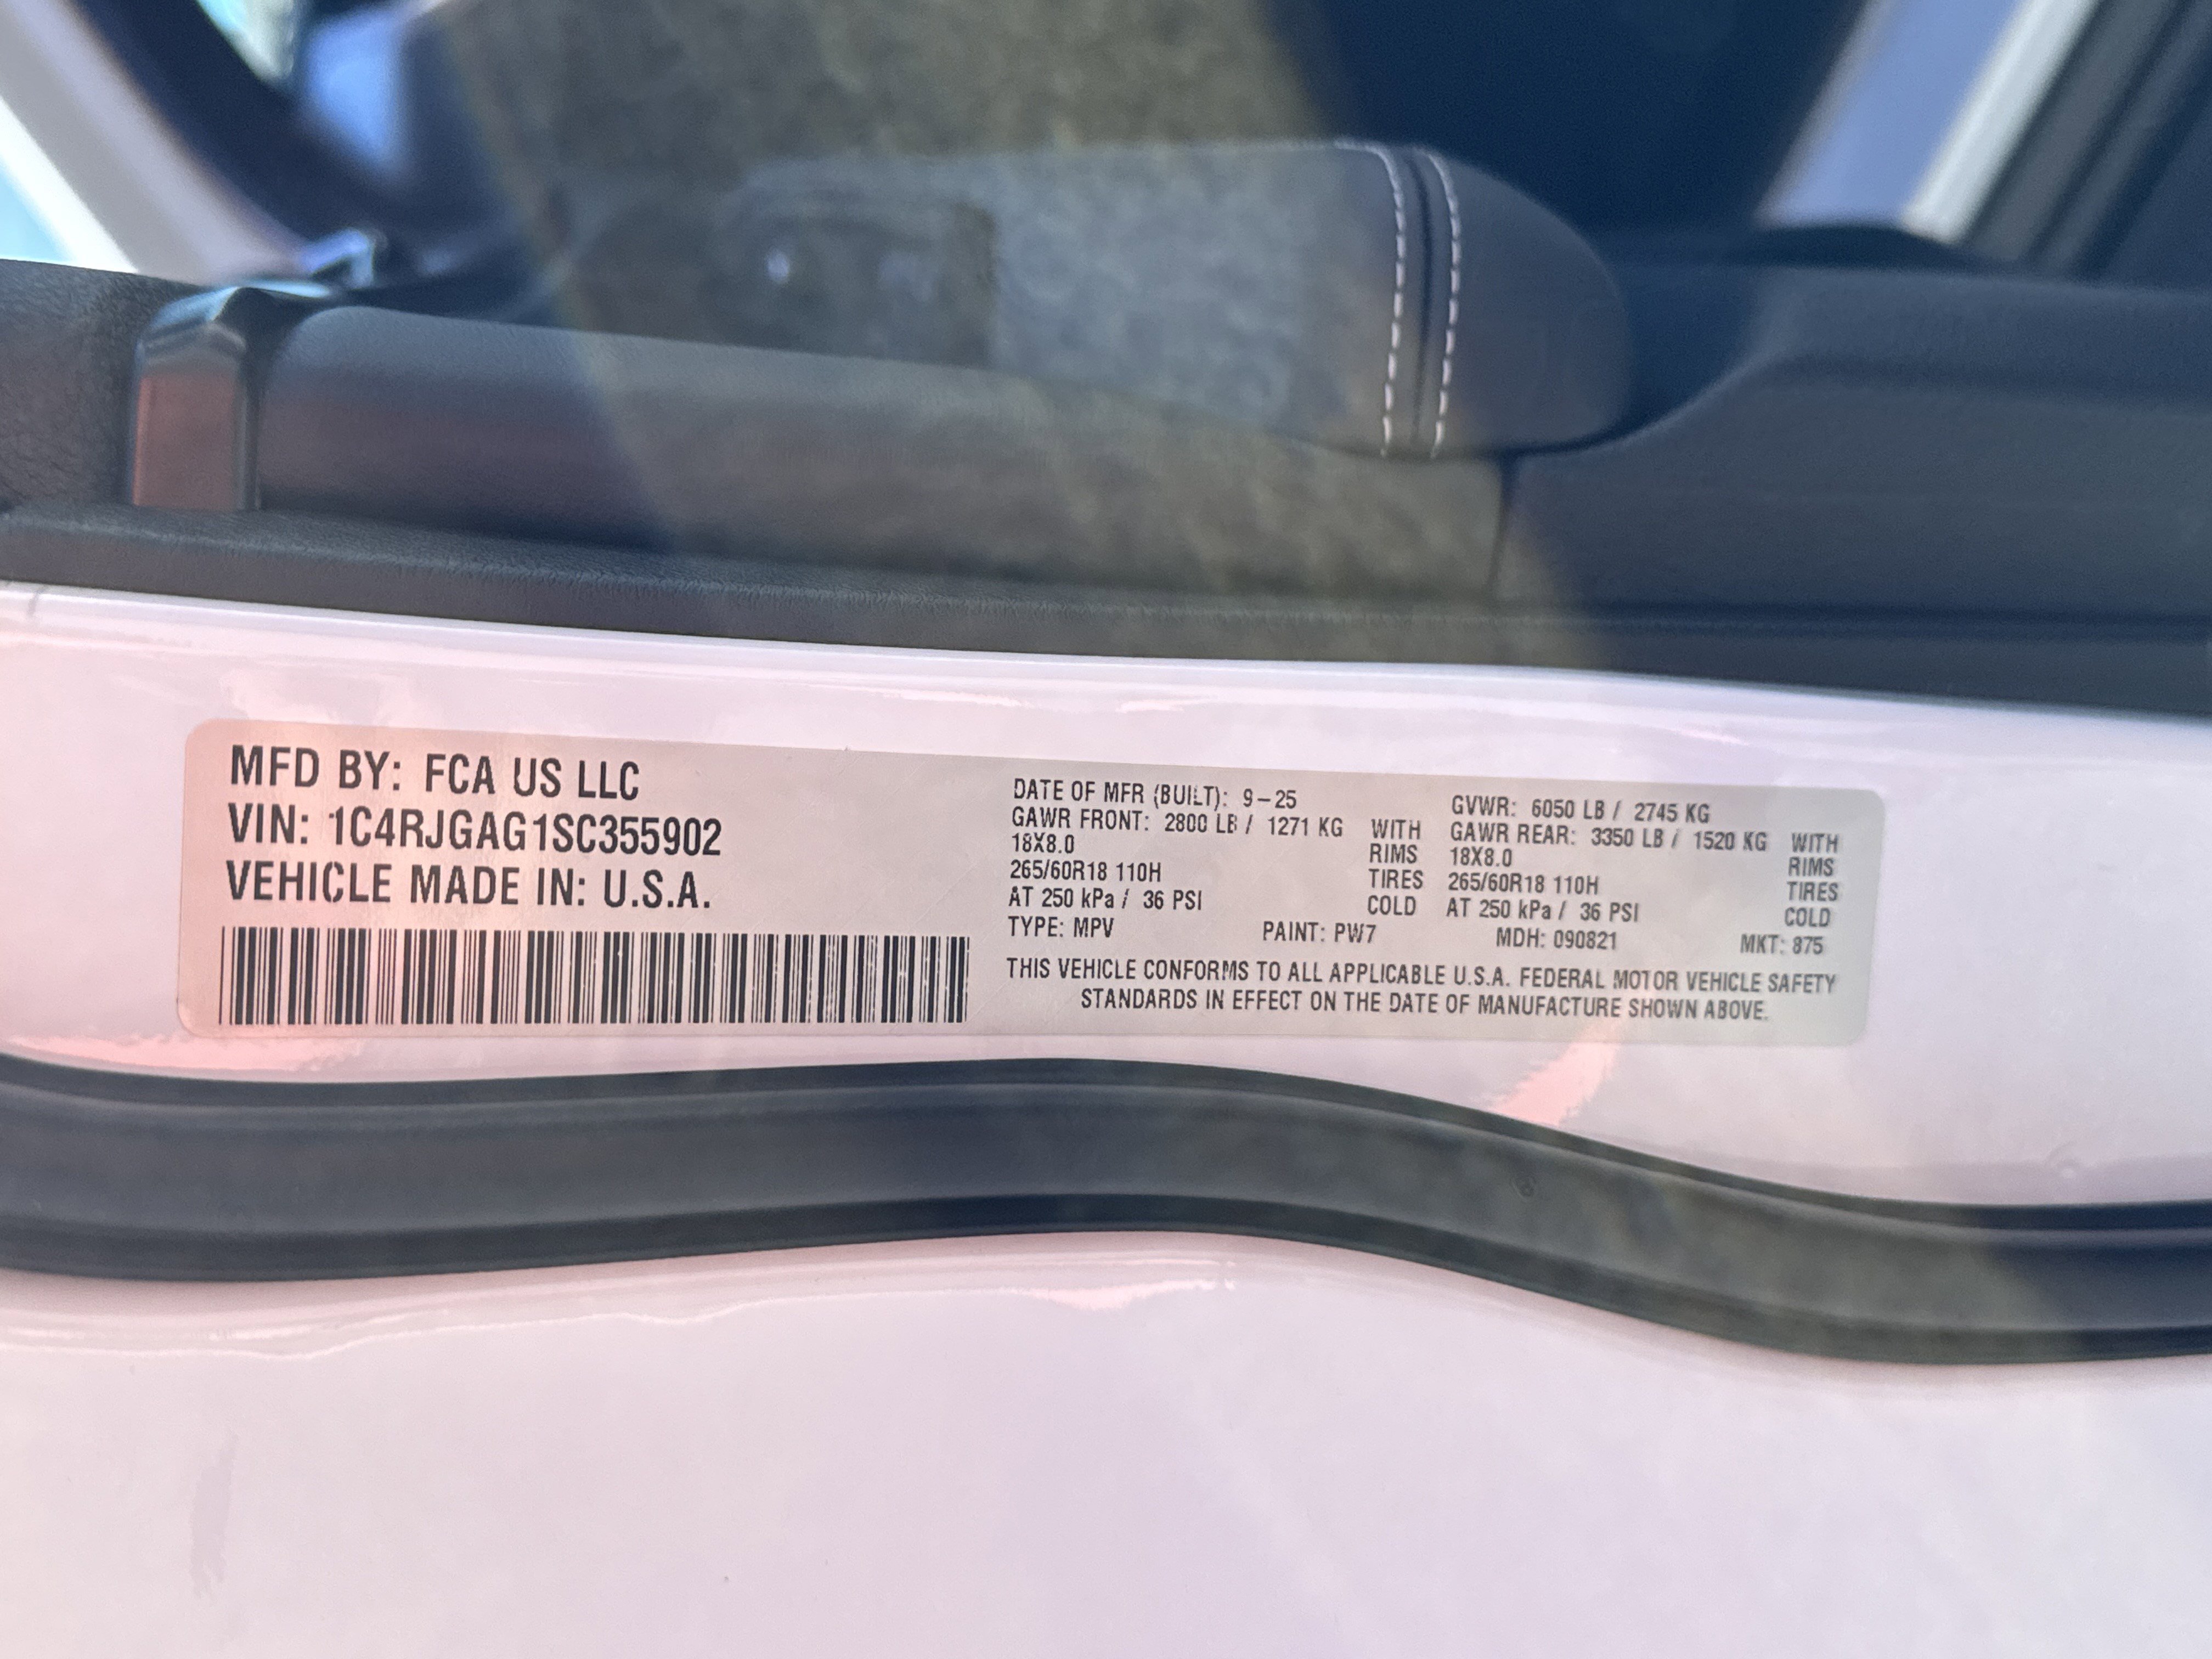 MFD BY: FCA US LLC
VIN: 1C4RJGAG1SC355902
VEHICLE MADE IN: U.S.A.
DATE OF MFR (BUILT): 9-25 GVWR: 6050 LB / 2745 KG
GAWR FRONT: 2800 LB / 1271 KG WITH GAWR REAR: 3350 LB / 1520 KG WITH
18X8.0 RIMS 18X8.0 RIMS
265/60R18 110H TIRES 265/60R18 110H TIRES
AT 250 kPa / 36 PSI COLD AT 250 kPa / 36 PSI COLD
TYPE: MPV PAINT: PW7 MDH: 090821 MKT: 875
THIS VEHICLE CONFORMS TO ALL APPLICABLE U.S.A. FEDERAL MOTOR VEHICLE SAFETY
STANDARDS IN EFFECT ON THE DATE OF MANUFACTURE SHOWN ABOVE.